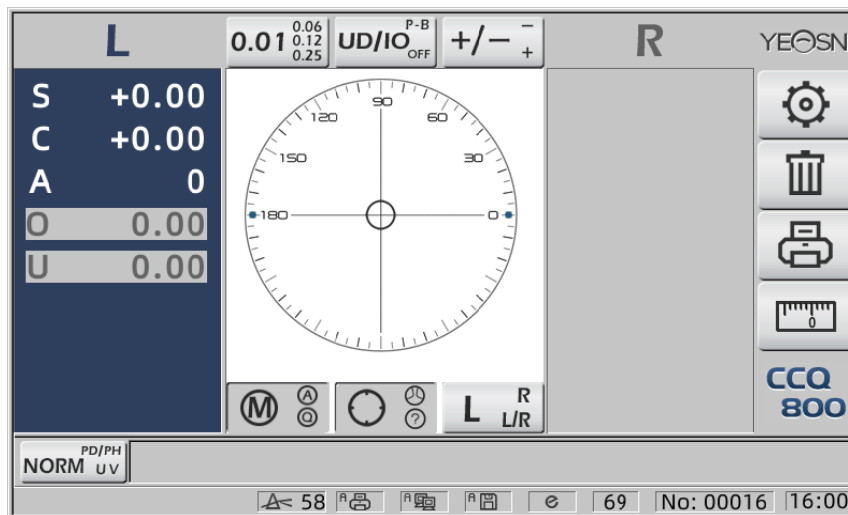 L
0.01 0.06
0.12
0.25
UD/IO P-B
OFF
+/- -
+
R
YEOSN
S +0.00
C +0.00
A 0
O 0.00
U 0.00
90
120 60
150 30
180 0
0
M A
Q
?
L R
L/R
CCQ
800
NORM PD/PH
UV
58 A A A e 69 No: 00016 16:00